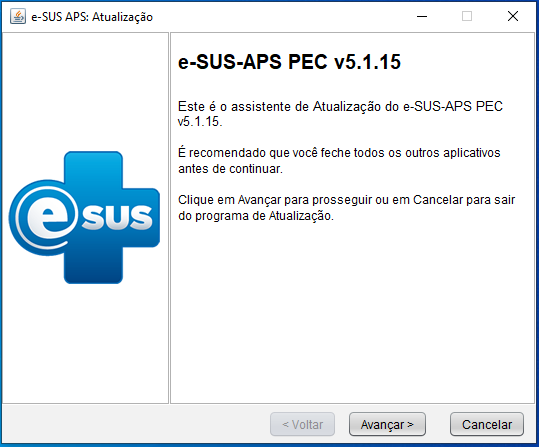 e-SUS APS: Atualização
e-SUS-APS PEC v5.1.15
Este é o assistente de Atualização do e-SUS-APS PEC
v5.1.15.
É recomendado que você feche todos os outros aplicativos
antes de continuar.
Clique em Avançar para prosseguir ou em Cancelar para sair
do programa de Atualização.
e sus
< Voltar
Avançar >
Cancelar